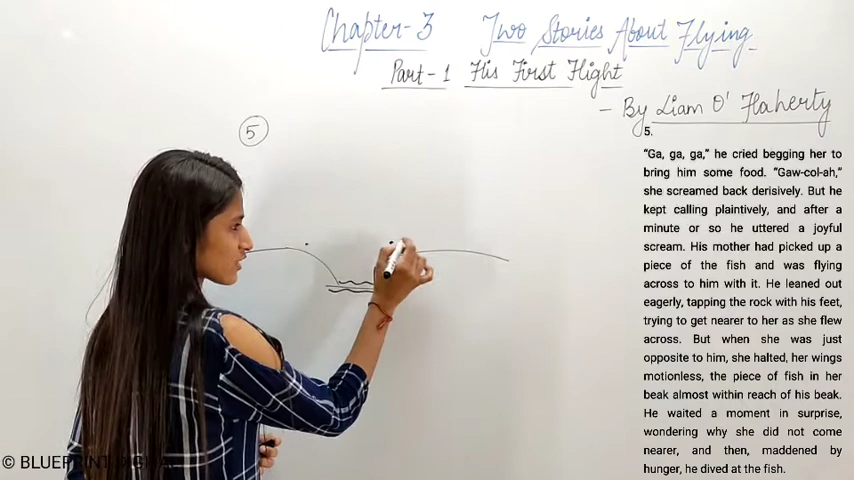 Chapter-3 Two Stories About Flying
Part-1 His First Flight
- By Liam O' Flaherty
5
5.
"Ga, ga, ga," he cried begging her to
bring him some food. "Gaw-col-ah,"
she screamed back derisively. But he
kept calling plaintively, and after a
minute or so he uttered a joyful
scream. His mother had picked up a
piece of the fish and was flying
across to him with it. He leaned out
eagerly, tapping the rock with his feet,
trying to get nearer to her as she flew
across. But when she was just
opposite to him, she halted, her wings
motionless, the piece of fish in her
beak almost within reach of his beak.
He waited a moment in surprise,
wondering why she did not come
nearer, and then, maddened by
hunger, he dived at the fish.
© BLUEPRINT DIGITAL